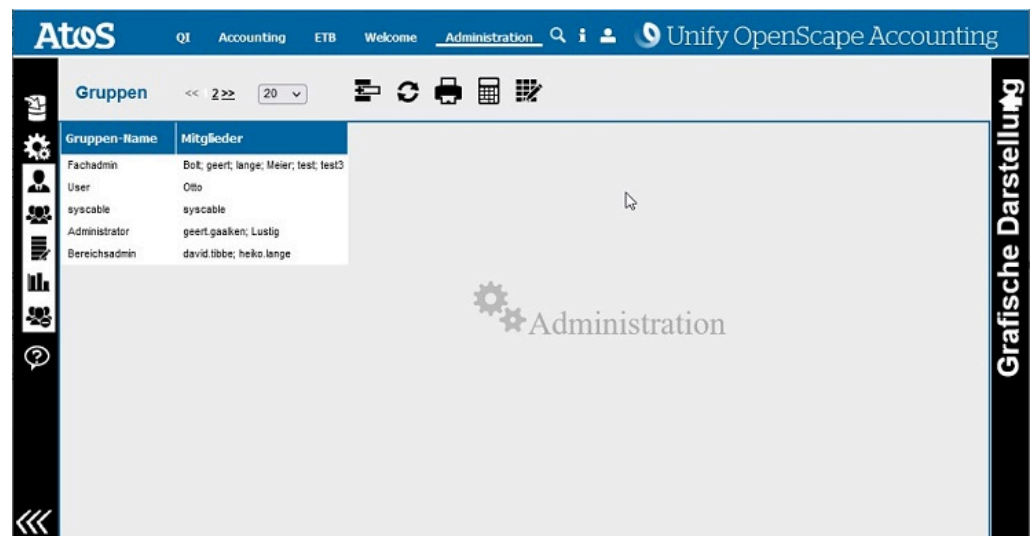 Atos QI Accounting ETB Welcome Administration i Unify OpenScape Accounting
Gruppen << 2 >> 20
Gruppen-Name Mitglieder
Fachadmin Bolt; geert; lange; Meier; test; test3
User Otto
syscable syscable
Administrator geert.gaaken; Lustig
Bereichsadmin david.tibbe; heiko.lange
Administration
Grafische Darstellung